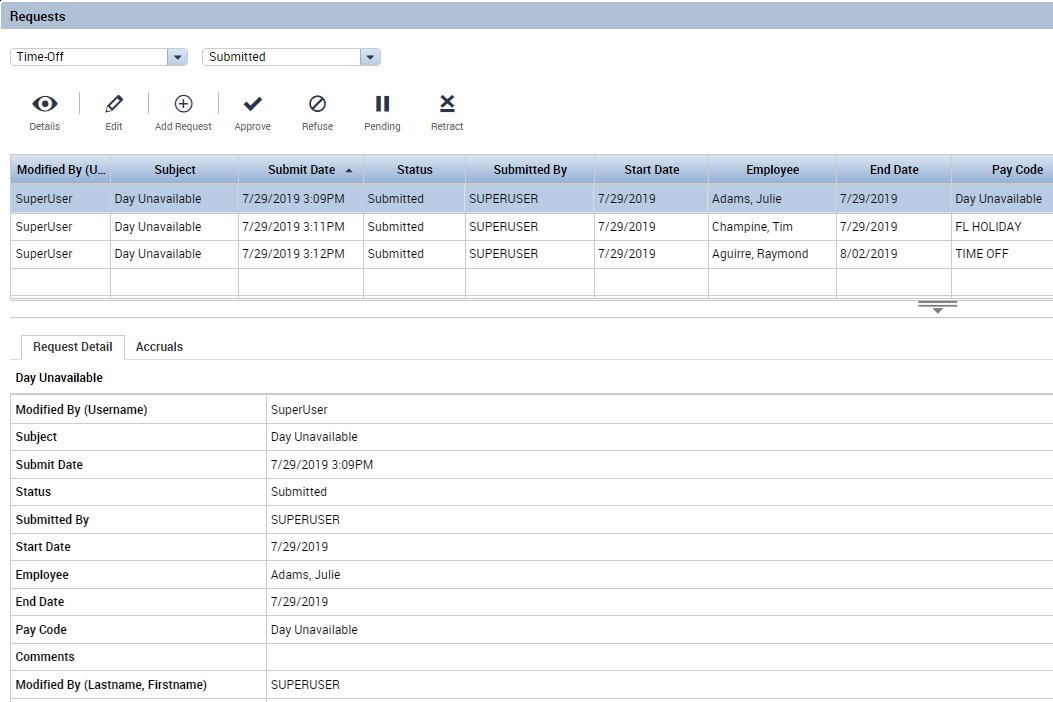 Requests
Time-Off Submitted
Details Edit Add Request Approve Refuse Pending Retract
Modified By (U... Subject Submit Date Status Submitted By Start Date Employee End Date Pay Code
SuperUser Day Unavailable 7/29/2019 3:09PM Submitted SUPERUSER 7/29/2019 Adams, Julie 7/29/2019 Day Unavailable
SuperUser Day Unavailable 7/29/2019 3:11PM Submitted SUPERUSER 7/29/2019 Champine, Tim 7/29/2019 FL HOLIDAY
SuperUser Day Unavailable 7/29/2019 3:12PM Submitted SUPERUSER 7/29/2019 Aguirre, Raymond 8/02/2019 TIME OFF
Request Detail Accruals
Day Unavailable
Modified By (Username) SuperUser
Subject Day Unavailable
Submit Date 7/29/2019 3:09PM
Status Submitted
Submitted By SUPERUSER
Start Date 7/29/2019
Employee Adams, Julie
End Date 7/29/2019
Pay Code Day Unavailable
Comments
Modified By (Lastname, Firstname) SUPERUSER